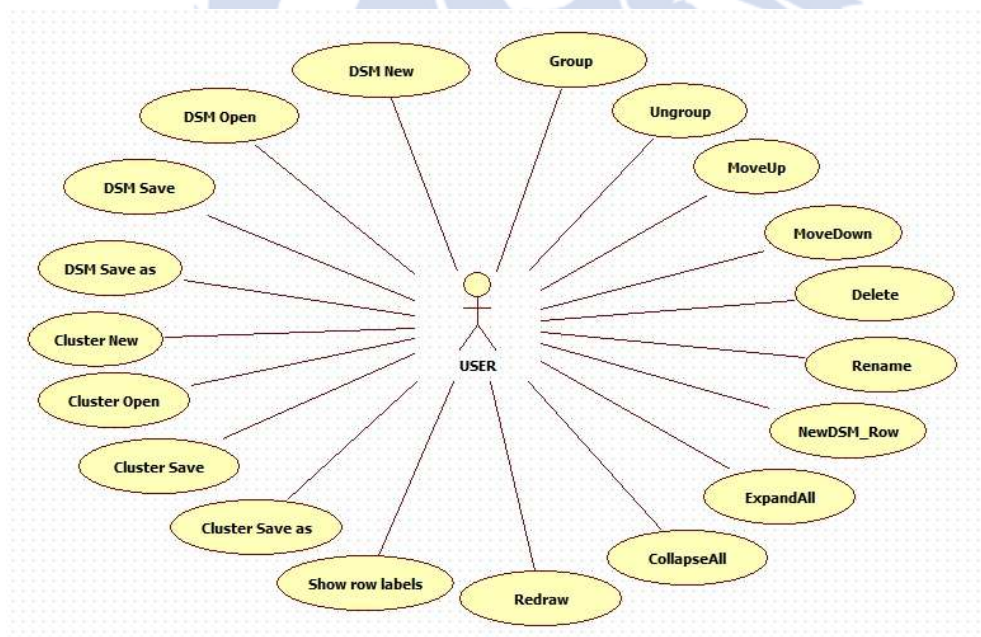 DSM New
Group
DSM Open
Ungroup
MoveUp
DSM Save
MoveDown
DSM Save as
Delete
Cluster New
USER
Rename
Cluster Open
NewDSM_Row
Cluster Save
ExpandAll
Cluster Save as
CollapseAll
Show row labels
Redraw